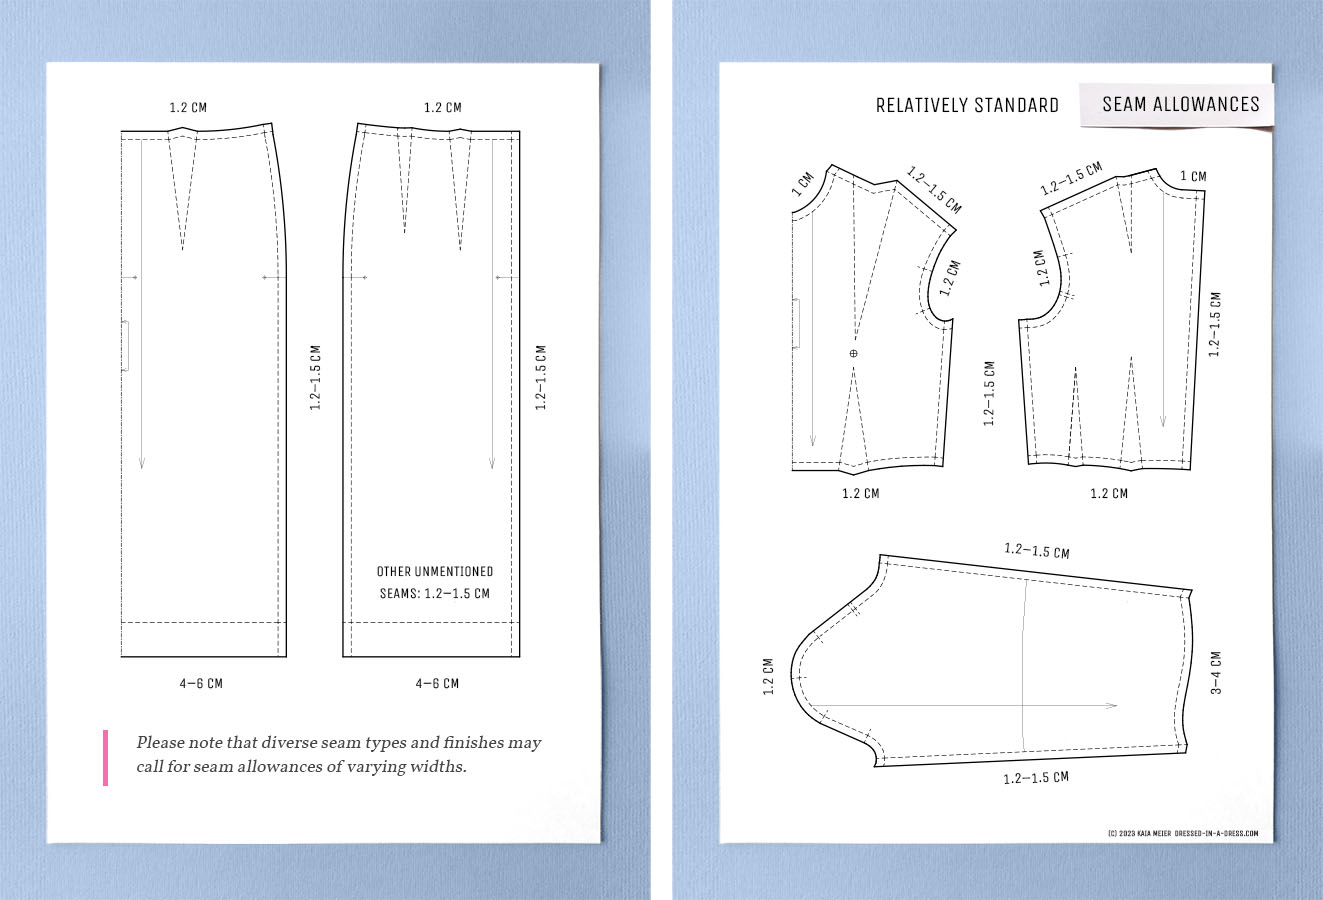 1.2 CM
1.2 CM
1.2–1.5 CM
1.2–1.5 CM
OTHER UNMENTIONED
SEAMS: 1.2–1.5 CM
4–6 CM
4–6 CM
Please note that diverse seam types and finishes may
call for seam allowances of varying widths.
RELATIVELY STANDARD SEAM ALLOWANCES
1 CM
1.2–1.5 CM
1.2–1.5 CM
1 CM
1.2 CM
1.2 CM
1.2–1.5 CM
1.2–1.5 CM
1.2 CM
1.2 CM
1.2–1.5 CM
1.2 CM
3–4 CM
1.2–1.5 CM
(C) 2023 KAIA MEIER DRESSED-IN-A-DRESS.COM